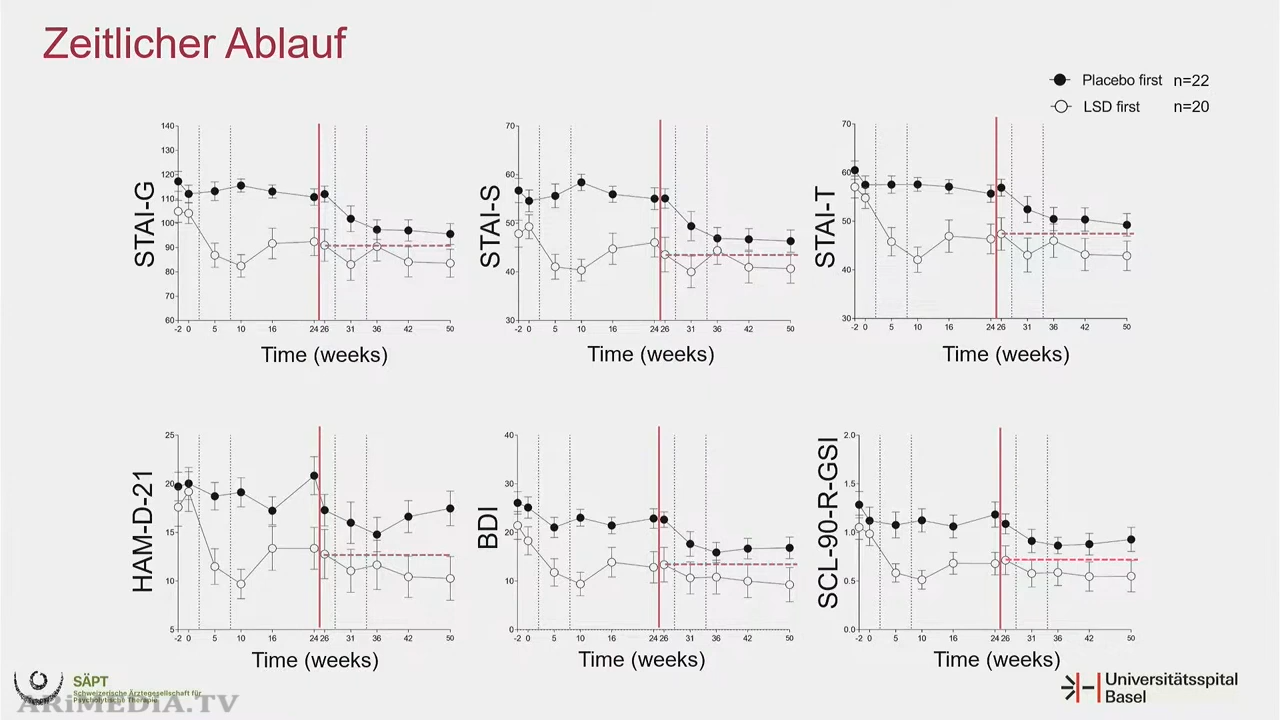 Zeitlicher Ablauf
Placebo first n=22
LSD first n=20
STAI-G
140
130
120
110
100
90
80
70
60
-2 0 5 10 16 24 26 31 36 42 50
Time (weeks)
STAI-S
70
60
50
40
30
-2 0 5 10 16 24 26 31 36 42 50
Time (weeks)
STAI-T
70
60
50
40
30
-2 0 5 10 16 24 26 31 36 42 50
Time (weeks)
HAM-D-21
25
20
15
10
5
-2 0 5 10 16 24 26 31 36 42 50
Time (weeks)
BDI
40
30
20
10
0
-2 0 5 10 16 24 26 31 36 42 50
Time (weeks)
SCL-90-R-GSI
2.0
1.5
1.0
0.5
0.0
-2 0 5 10 16 24 26 31 36 42 50
Time (weeks)
SÄPT
Schweizerische Ärztegesellschaft für
Psycholytische Therapie
ARiMEDIA.TV
Universitätsspital
Basel